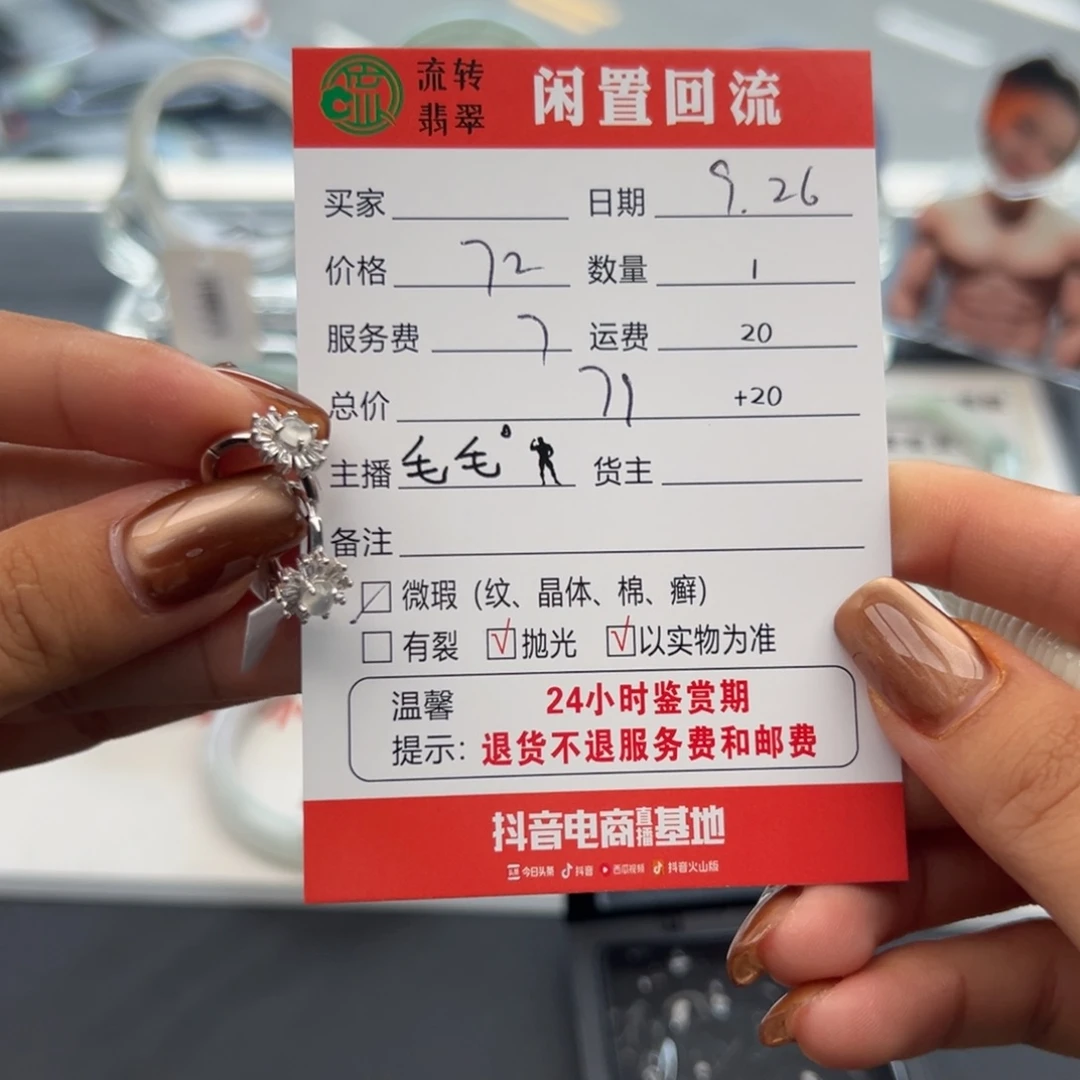 流转翡翠 闲置回流
买家 日期 9.26
价格 72 数量 1
服务费 7 运费 20
总价 79 +20
主播 毛毛 货主
备注
微瑕(纹、晶体、棉、癣)
有裂 √抛光 √以实物为准
温馨 24小时鉴赏期
提示: 退货不退服务费和邮费
抖音电商直播基地
头条 今日头条 抖音 西瓜视频 抖音火山版